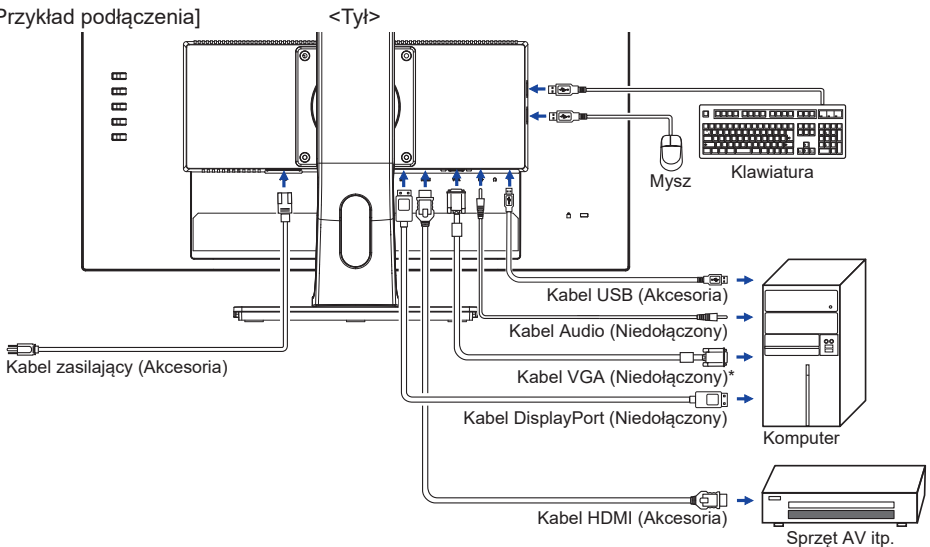 Przykład podłączenia]
<Tył>
Mysz
Klawiatura
Kabel USB (Akcesoria)
Kabel Audio (Niedołączony)
Kabel zasilający (Akcesoria)
Kabel VGA (Niedołączony)*
Kabel DisplayPort (Niedołączony)
Komputer
Kabel HDMI (Akcesoria)
Sprzęt AV itp.